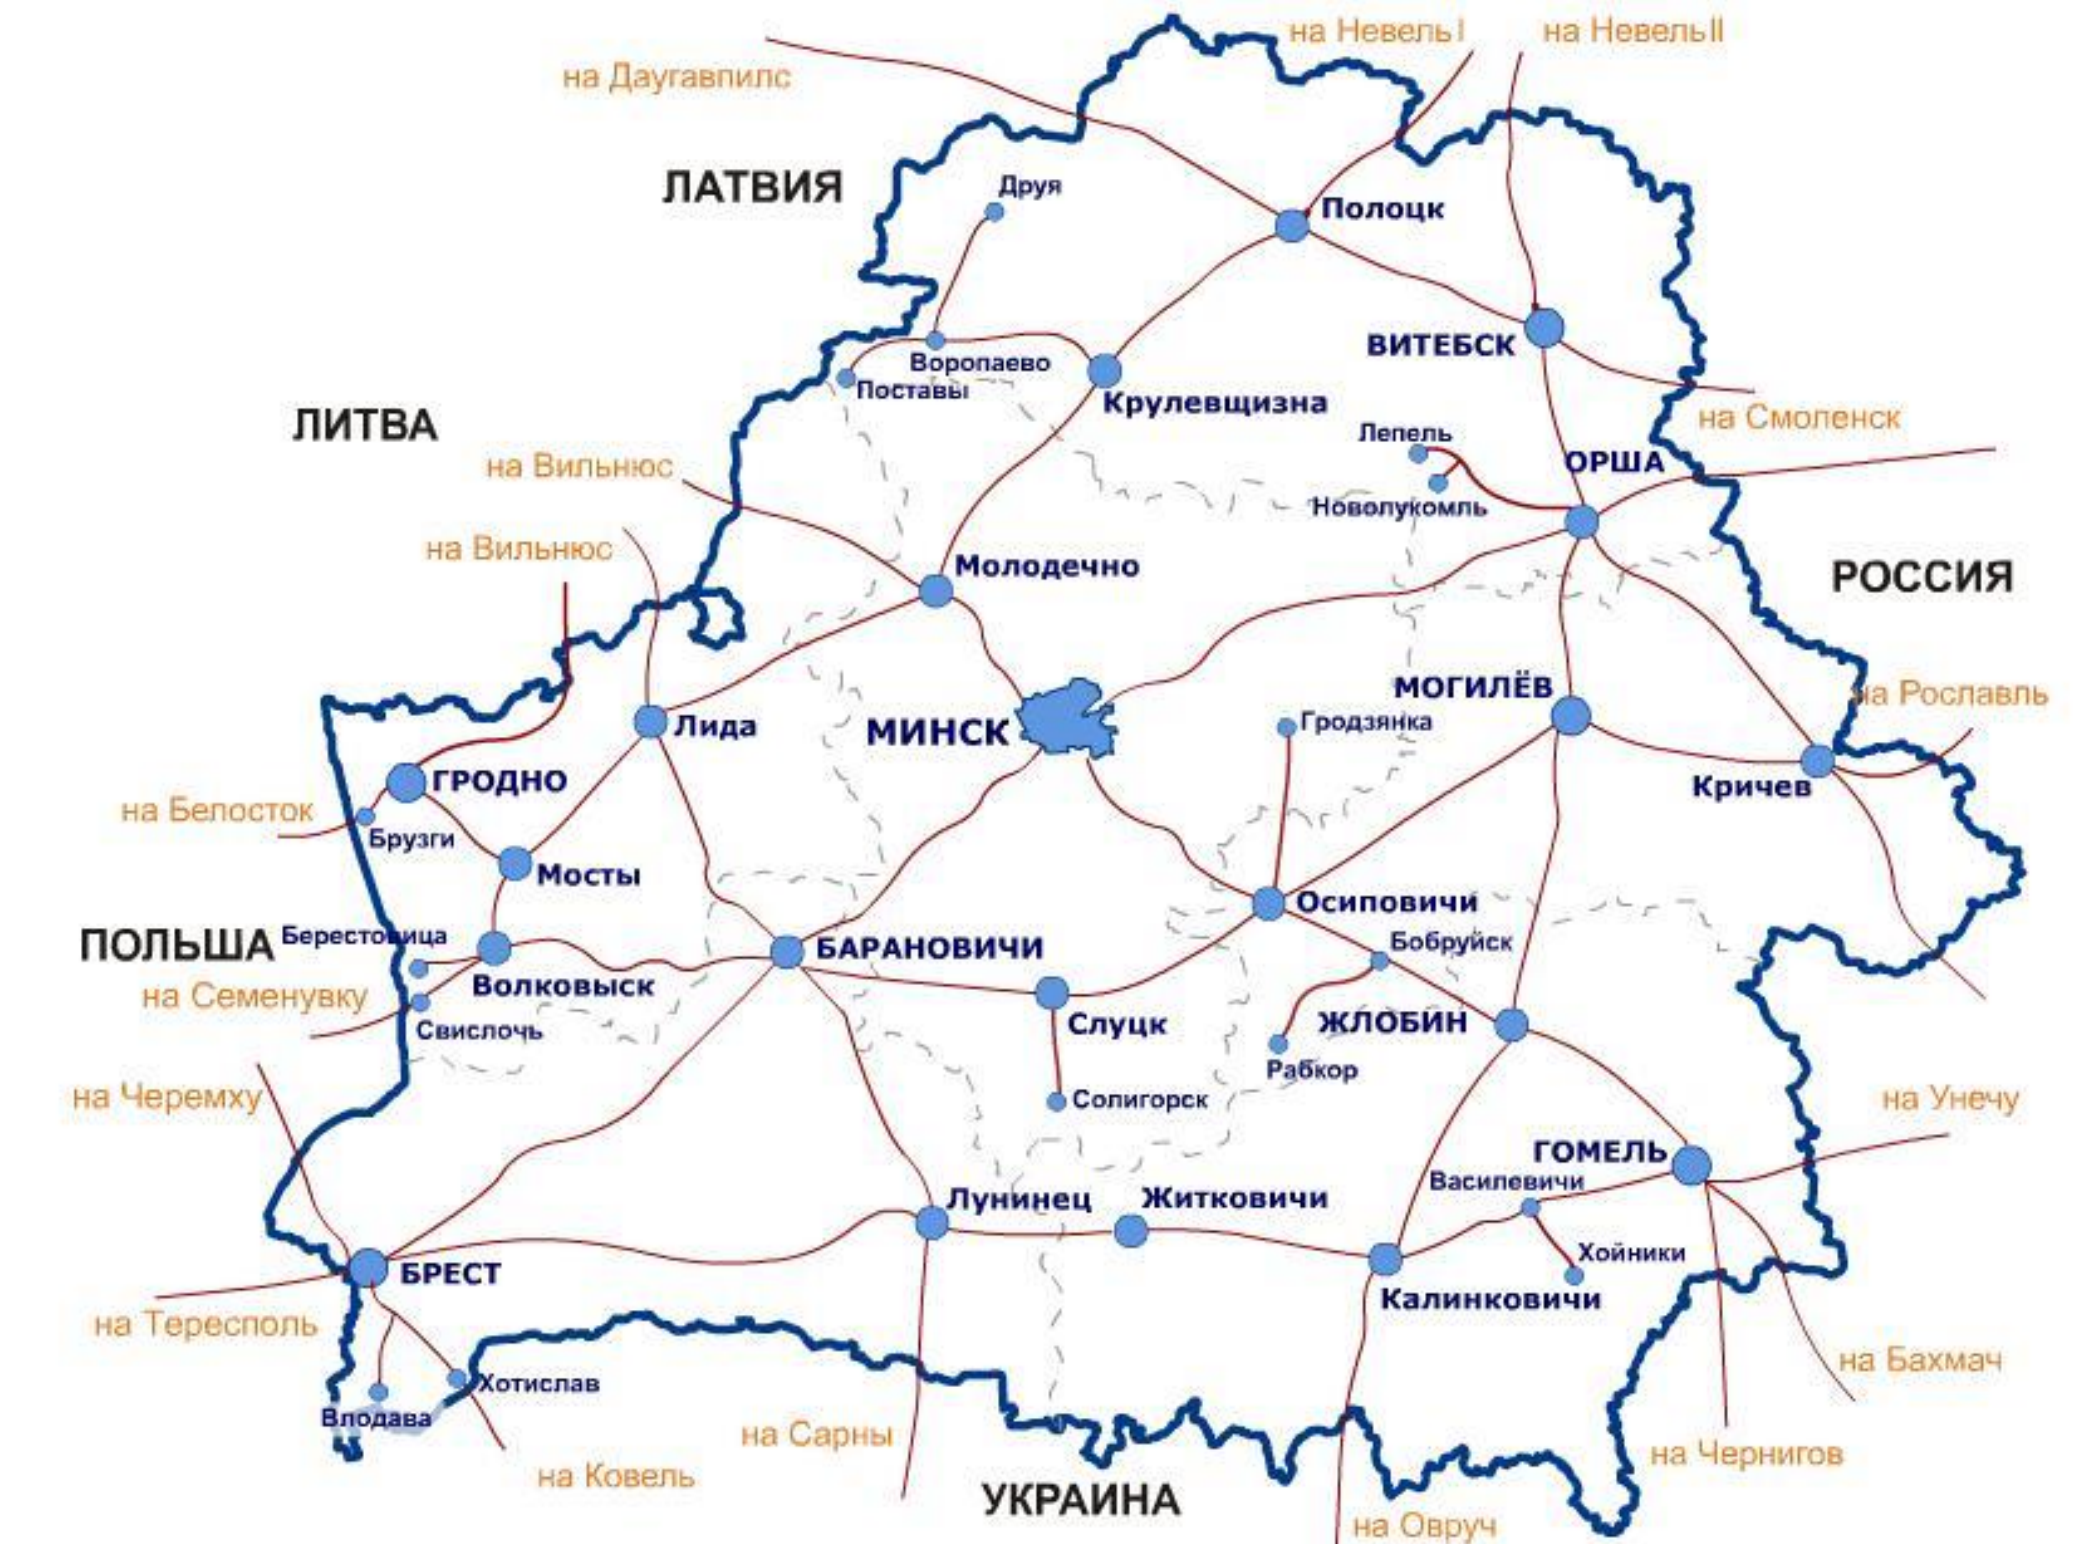 на Невель I
на Невель II
на Даугавпилс
ЛАТВИЯ
Друя
Полоцк
ВИТЕБСК
Воропаево
Поставы
Крулевщизна
на Смоленск
ЛИТВА
Лепель
ОРША
на Вильнюс
Новолукомль
на Вильнюс
Молодечно
РОССИЯ
МОГИЛЁВ
на Рославль
Гродзянка
Лида
МИНСК
ГРОДНО
Кричев
на Белосток
Брузги
Мосты
Осиповичи
Берестовица
ПОЛЬША
БАРАНОВИЧИ
Бобруйск
Волковыск
на Семенувку
Свислочь
Слуцк
ЖЛОБИН
Рабкор
на Черемху
Солигорск
на Унечу
ГОМЕЛЬ
Василевичи
Лунинец
Житковичи
Хойники
БРЕСТ
Калинковичи
на Тересполь
на Бахмач
Хотислав
Влодава
на Сарны
на Чернигов
на Ковель
УКРАИНА
на Овруч